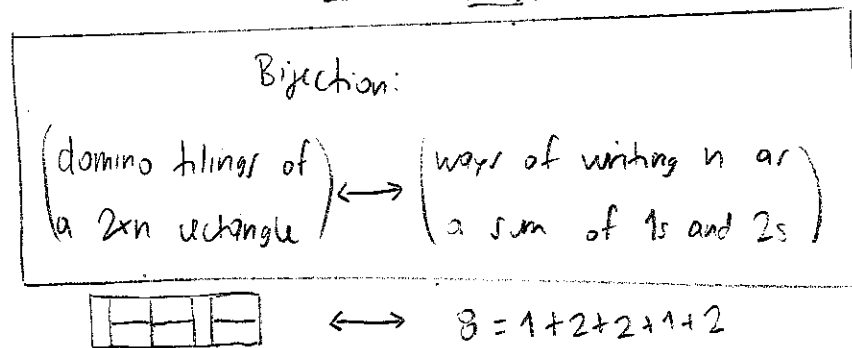 Bijection:
(domino tilings of) ↔ (ways of writing n as)
(a 2×n rectangle) (a sum of 1s and 2s)
↔ 8 = 1+2+2+1+2